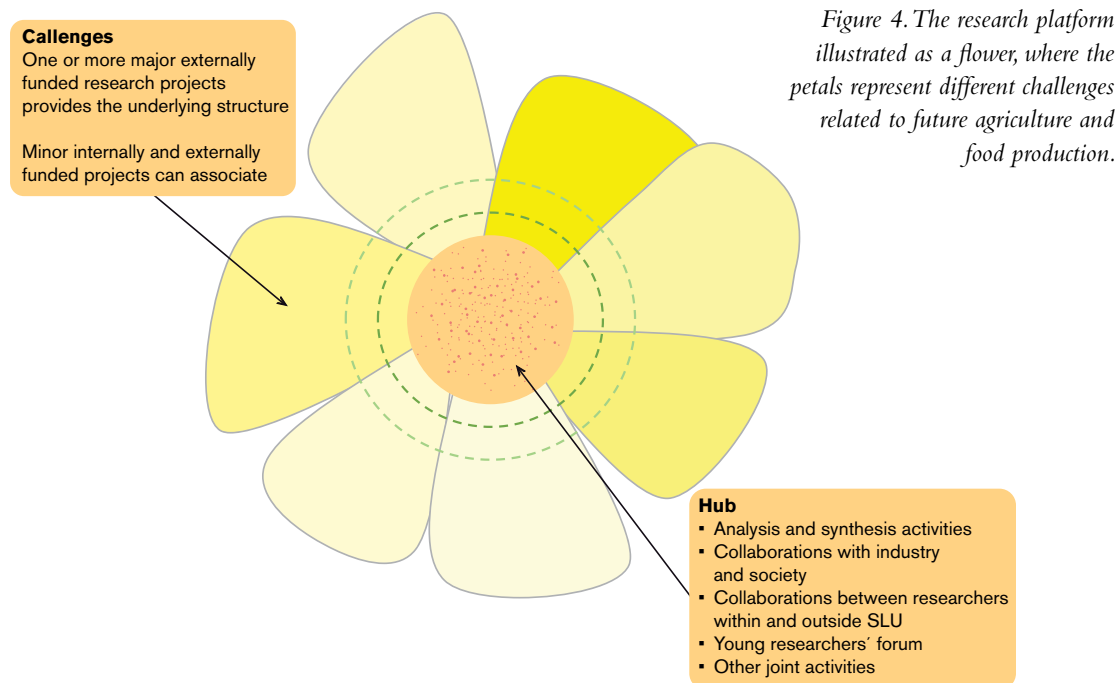 Callenges
One or more major externally
funded research projects
provides the underlying structure
Minor internally and externally
funded projects can associate
Figure 4. The research platform
illustrated as a flower, where the
petals represent different challenges
related to future agriculture and
food production.
Hub
▪ Analysis and synthesis activities
▪ Collaborations with industry
and society
▪ Collaborations between researchers
within and outside SLU
▪ Young researchers´ forum
▪ Other joint activities